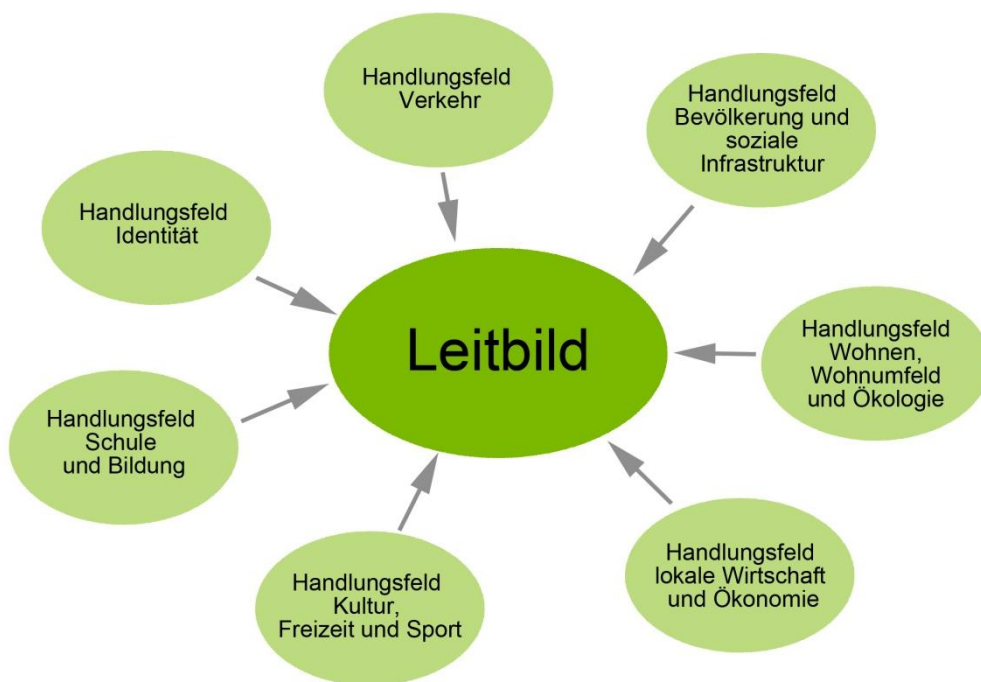 Handlungsfeld
Verkehr
Handlungsfeld
Bevölkerung und
soziale
Infrastruktur
Handlungsfeld
Identität
Leitbild
Handlungsfeld
Wohnen,
Wohnumfeld
und Ökologie
Handlungsfeld
Schule
und Bildung
Handlungsfeld
lokale Wirtschaft
und Ökonomie
Handlungsfeld
Kultur,
Freizeit und Sport